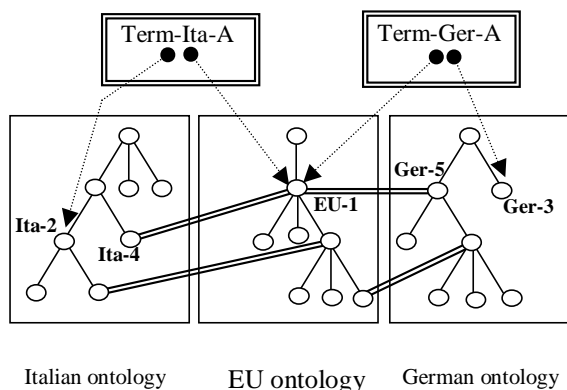 Term-Ita-A
Term-Ger-A
Ger-5
Ita-2
EU-1
Ger-3
Ita-4
Italian ontology
EU ontology
German ontology